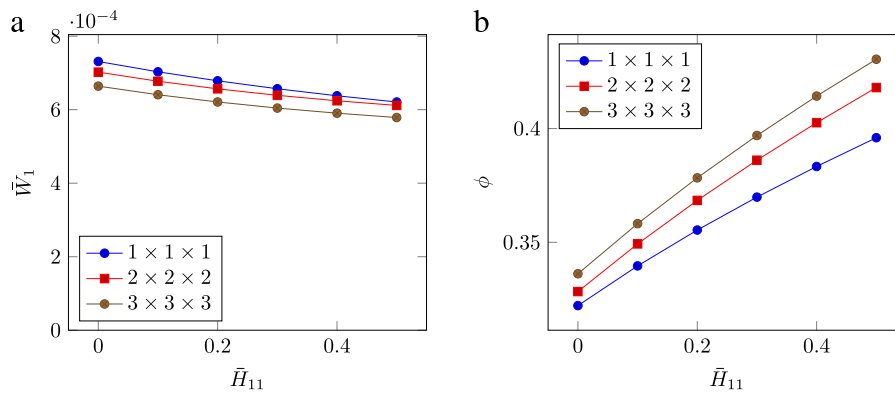 a
·10⁻⁴
8
6
4
2
0
W̄₁
1 × 1 × 1
2 × 2 × 2
3 × 3 × 3
0 0.2 0.4
H̄₁₁
b
1 × 1 × 1
2 × 2 × 2
3 × 3 × 3
0.4
0.35
ϕ
0 0.2 0.4
H̄₁₁